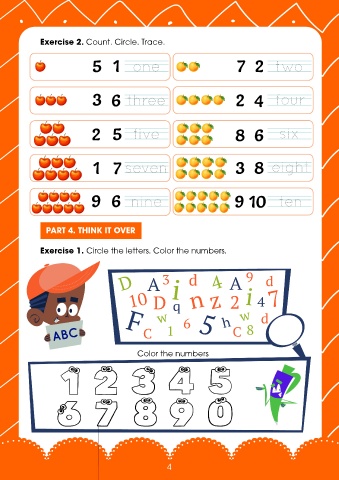 Exercise 2. Count. Circle. Trace.
5 1 one 7 2 two
3 6 three 2 4 four
2 5 five 8 6 six
1 7 seven 3 8 eight
9 6 nine 9 10 ten
PART 4. THINK IT OVER
Exercise 1. Circle the letters. Color the numbers.
D A 3 i d 4 A 9 d
10 D q n z 2 i 4 7
F C w 1 6 5 h w C 8 d
ABC
Color the numbers
1 2 3 4 5
6 7 8 9 0
4